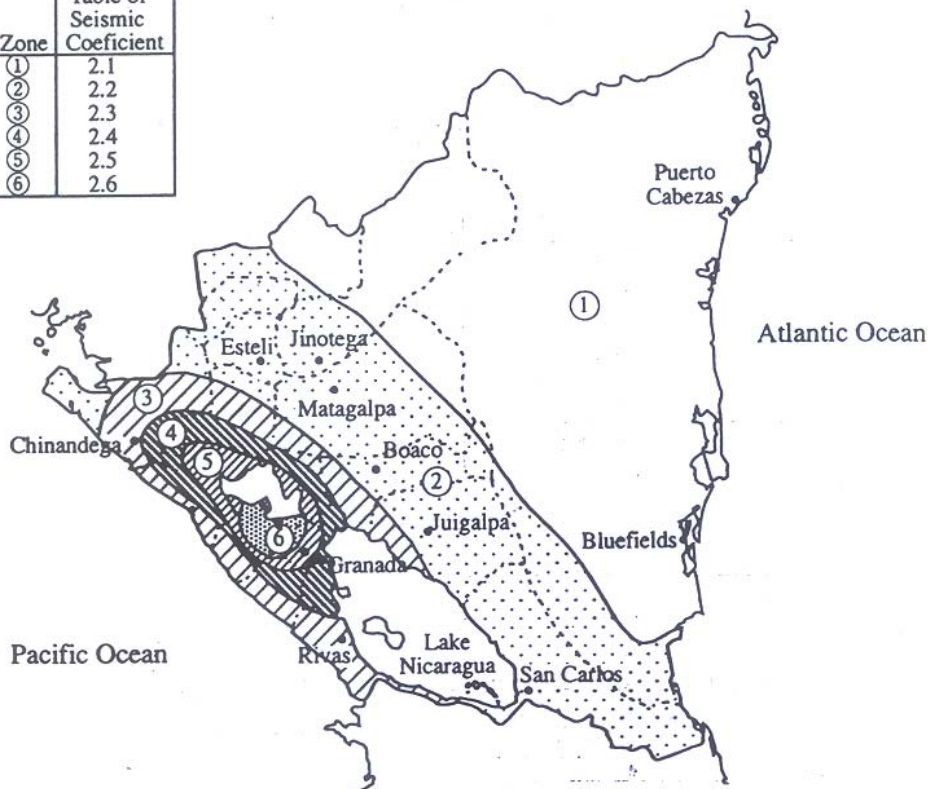 Table of
Seismic
Zone Coeficient
① 2.1
② 2.2
③ 2.3
④ 2.4
⑤ 2.5
⑥ 2.6
Puerto
Cabezas
①
Atlantic Ocean
Esteli
Jinotega
③
Matagalpa
④
Chinandega
⑤
Boaco
②
Juigalpa
⑥
Bluefields
Granada
Pacific Ocean
Rivas
Lake
Nicaragua
San Carlos